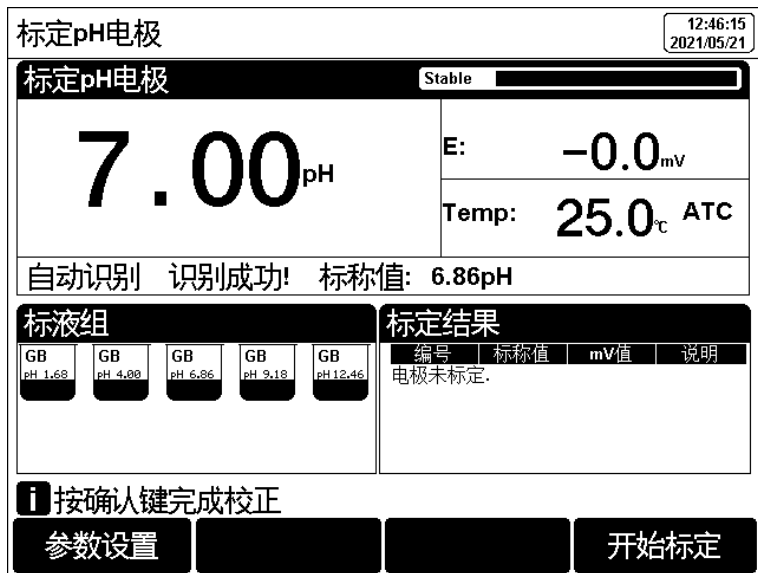 标定pH电极
12:46:15
2021/05/21
标定pH电极
Stable
7.00pH
E: -0.0mV
Temp: 25.0℃ ATC
自动识别 识别成功! 标称值: 6.86pH
标液组
GB GB GB GB GB
pH 1.68 pH 4.00 pH 6.86 pH 9.18 pH12.46
标定结果
编号 标称值 mV值 说明
电极未标定.
i 按确认键完成校正
参数设置 开始标定